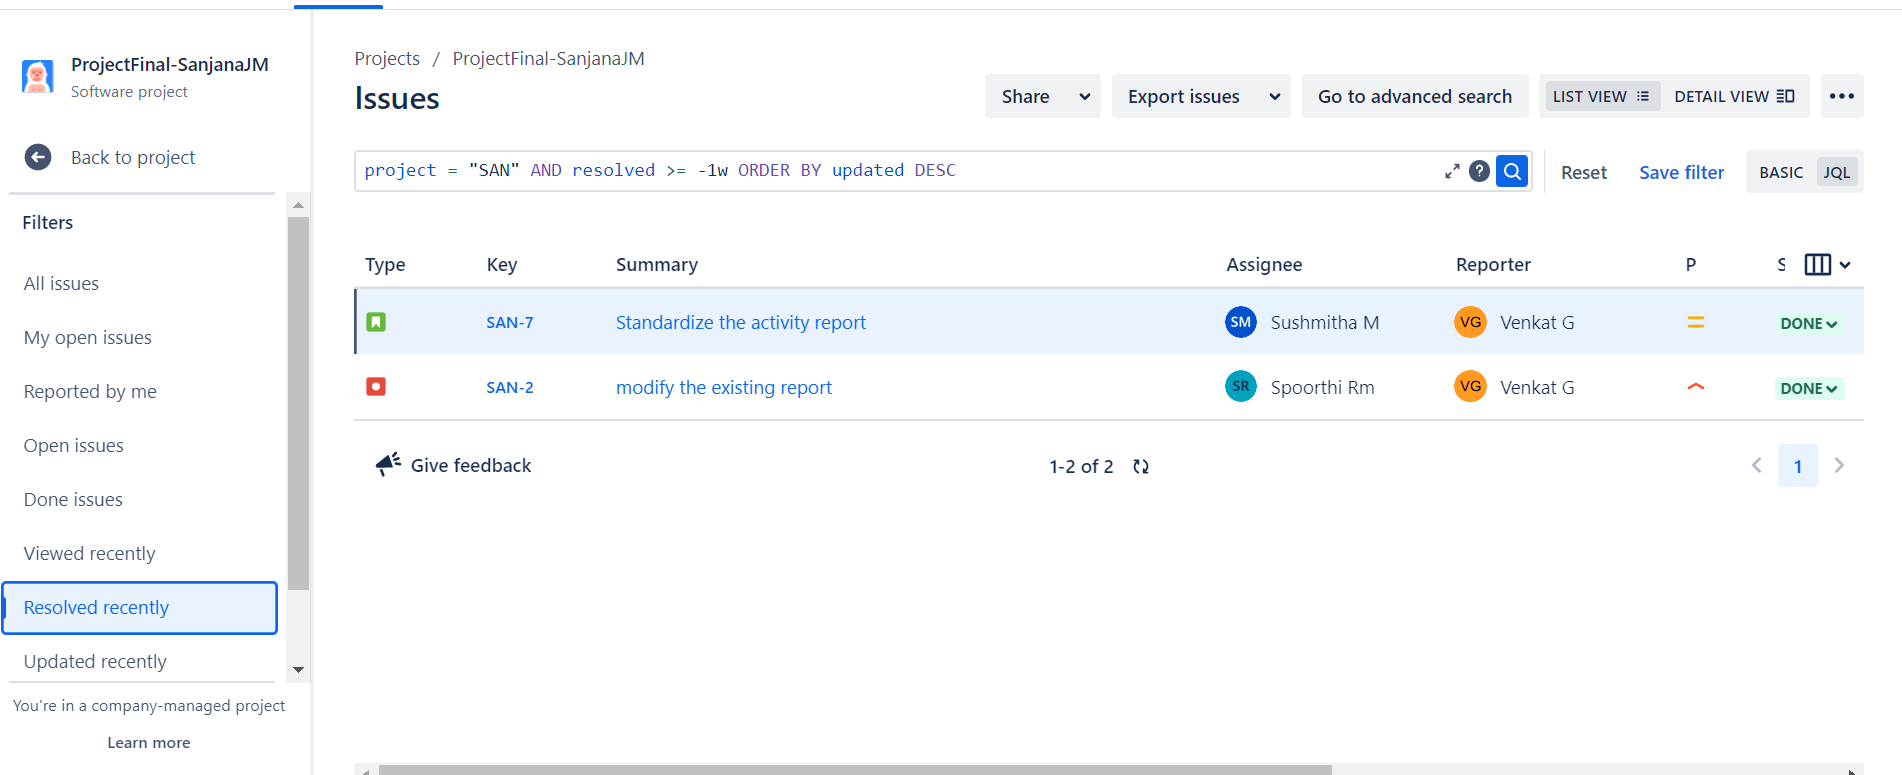 ProjectFinal-SanjanaJM
Software project
Back to project
Filters
All issues
My open issues
Reported by me
Open issues
Done issues
Viewed recently
Resolved recently
Updated recently
You're in a company-managed project
Learn more
Projects / ProjectFinal-SanjanaJM
Issues
Share Export issues Go to advanced search LIST VIEW DETAIL VIEW
project = "SAN" AND resolved >= -1w ORDER BY updated DESC ? Reset Save filter BASIC JQL
Type Key Summary Assignee Reporter P S
SAN-7 Standardize the activity report SM Sushmitha M VG Venkat G DONE
SAN-2 modify the existing report SR Spoorthi Rm VG Venkat G DONE
Give feedback 1-2 of 2 1